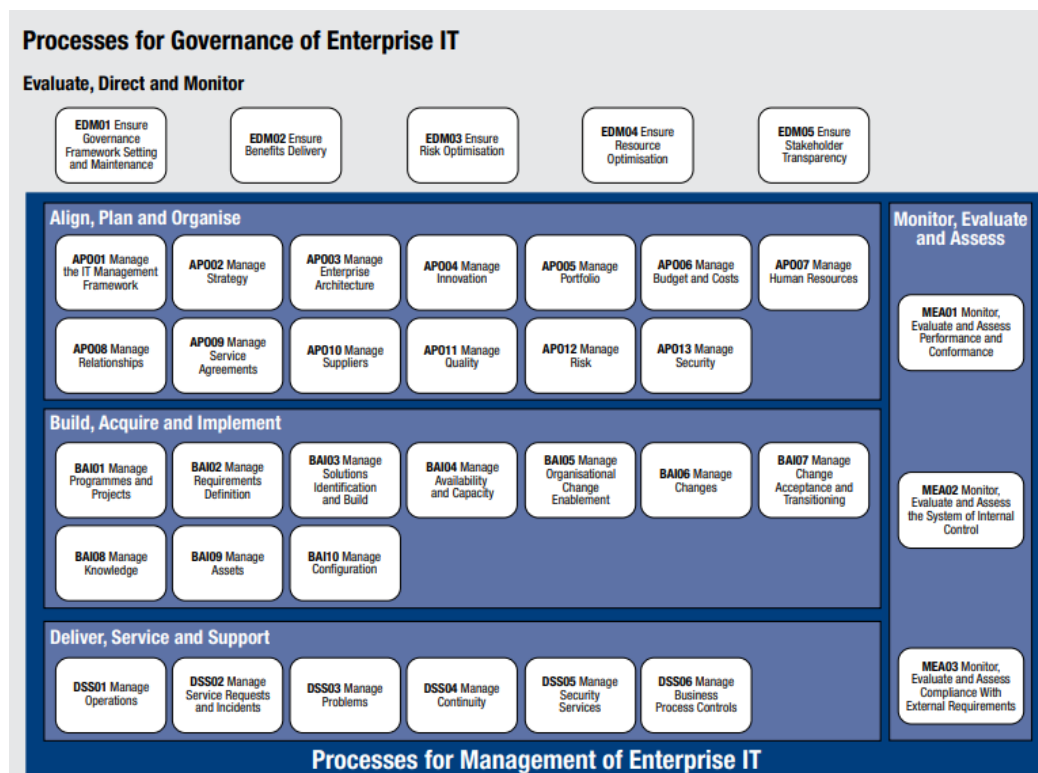 Processes for Governance of Enterprise IT
Evaluate, Direct and Monitor
EDM01 Ensure
Governance
Framework Setting
and Maintenance
EDM02 Ensure
Benefits Delivery
EDM03 Ensure
Risk Optimisation
EDM04 Ensure
Resource
Optimisation
EDM05 Ensure
Stakeholder
Transparency
Align, Plan and Organise
APO01 Manage
the IT Management
Framework
APO02 Manage
Strategy
APO03 Manage
Enterprise
Architecture
APO04 Manage
Innovation
APO05 Manage
Portfolio
APO06 Manage
Budget and Costs
APO07 Manage
Human Resources
APO08 Manage
Relationships
APO09 Manage
Service
Agreements
APO10 Manage
Suppliers
APO11 Manage
Quality
APO12 Manage
Risk
APO13 Manage
Security
Build, Acquire and Implement
BAI01 Manage
Programmes and
Projects
BAI02 Manage
Requirements
Definition
BAI03 Manage
Solutions
Identification
and Build
BAI04 Manage
Availability
and Capacity
BAI05 Manage
Organisational
Change
Enablement
BAI06 Manage
Changes
BAI07 Manage
Change
Acceptance and
Transitioning
BAI08 Manage
Knowledge
BAI09 Manage
Assets
BAI10 Manage
Configuration
Deliver, Service and Support
DSS01 Manage
Operations
DSS02 Manage
Service Requests
and Incidents
DSS03 Manage
Problems
DSS04 Manage
Continuity
DSS05 Manage
Security
Services
DSS06 Manage
Business
Process Controls
Monitor, Evaluate
and Assess
MEA01 Monitor,
Evaluate and Assess
Performance and
Conformance
MEA02 Monitor,
Evaluate and Assess
the System of Internal
Control
MEA03 Monitor,
Evaluate and Assess
Compliance With
External Requirements
Processes for Management of Enterprise IT